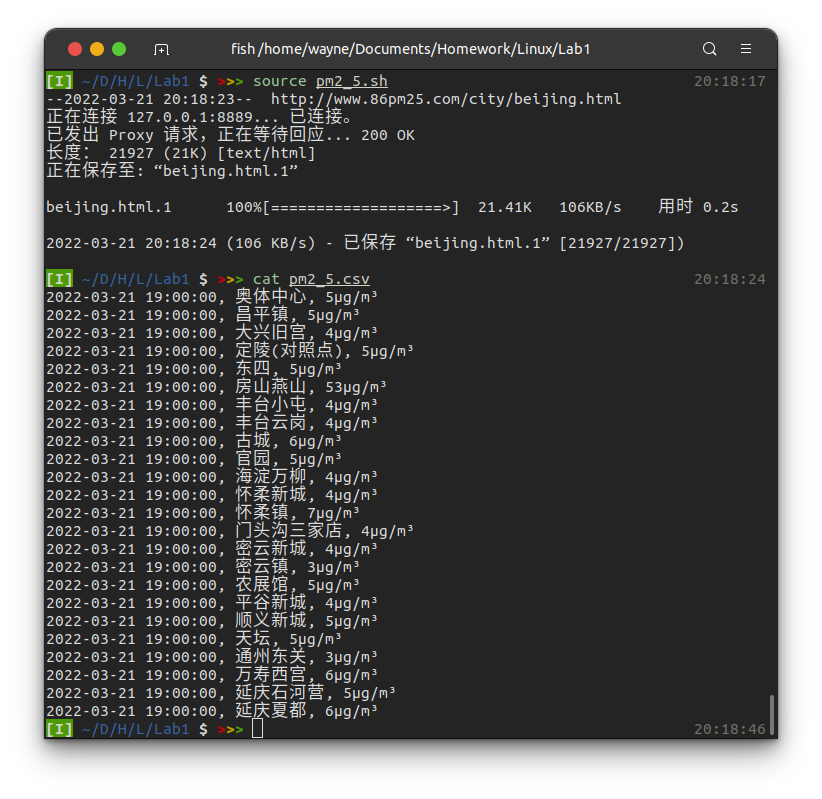 fish /home/wayne/Documents/Homework/Linux/Lab1
[I] ~/D/H/L/Lab1 $ >>> source pm2_5.sh 20:18:17
--2022-03-21 20:18:23--  http://www.86pm25.com/city/beijing.html
正在连接 127.0.0.1:8889... 已连接。
已发出 Proxy 请求，正在等待回应... 200 OK
长度： 21927 (21K) [text/html]
正在保存至: “beijing.html.1”
beijing.html.1      100%[===================>]  21.41K   106KB/s    用时 0.2s
2022-03-21 20:18:24 (106 KB/s) - 已保存 “beijing.html.1” [21927/21927])
[I] ~/D/H/L/Lab1 $ >>> cat pm2_5.csv 20:18:24
2022-03-21 19:00:00, 奥体中心, 5μg/m³
2022-03-21 19:00:00, 昌平镇, 5μg/m³
2022-03-21 19:00:00, 大兴旧宫, 4μg/m³
2022-03-21 19:00:00, 定陵(对照点), 5μg/m³
2022-03-21 19:00:00, 东四, 5μg/m³
2022-03-21 19:00:00, 房山燕山, 53μg/m³
2022-03-21 19:00:00, 丰台小屯, 4μg/m³
2022-03-21 19:00:00, 丰台云岗, 4μg/m³
2022-03-21 19:00:00, 古城, 6μg/m³
2022-03-21 19:00:00, 官园, 5μg/m³
2022-03-21 19:00:00, 海淀万柳, 4μg/m³
2022-03-21 19:00:00, 怀柔新城, 4μg/m³
2022-03-21 19:00:00, 怀柔镇, 7μg/m³
2022-03-21 19:00:00, 门头沟三家店, 4μg/m³
2022-03-21 19:00:00, 密云新城, 4μg/m³
2022-03-21 19:00:00, 密云镇, 3μg/m³
2022-03-21 19:00:00, 农展馆, 5μg/m³
2022-03-21 19:00:00, 平谷新城, 4μg/m³
2022-03-21 19:00:00, 顺义新城, 5μg/m³
2022-03-21 19:00:00, 天坛, 5μg/m³
2022-03-21 19:00:00, 通州东关, 3μg/m³
2022-03-21 19:00:00, 万寿西宫, 6μg/m³
2022-03-21 19:00:00, 延庆石河营, 5μg/m³
2022-03-21 19:00:00, 延庆夏都, 6μg/m³
[I] ~/D/H/L/Lab1 $ >>> 20:18:46